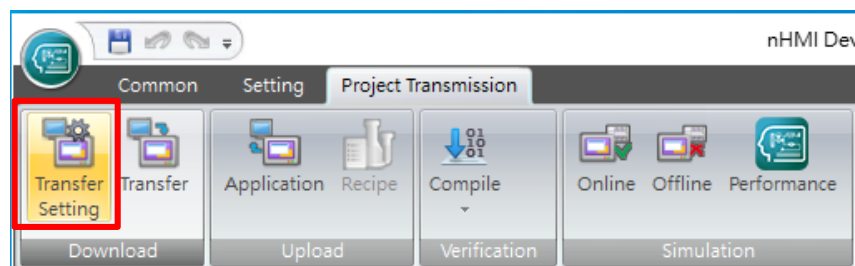 nHMI Dev
Common Setting Project Transmission
Transfer Setting
Transfer
Application
Recipe
Compile
Online
Offline
Performance
Download Upload Verification Simulation